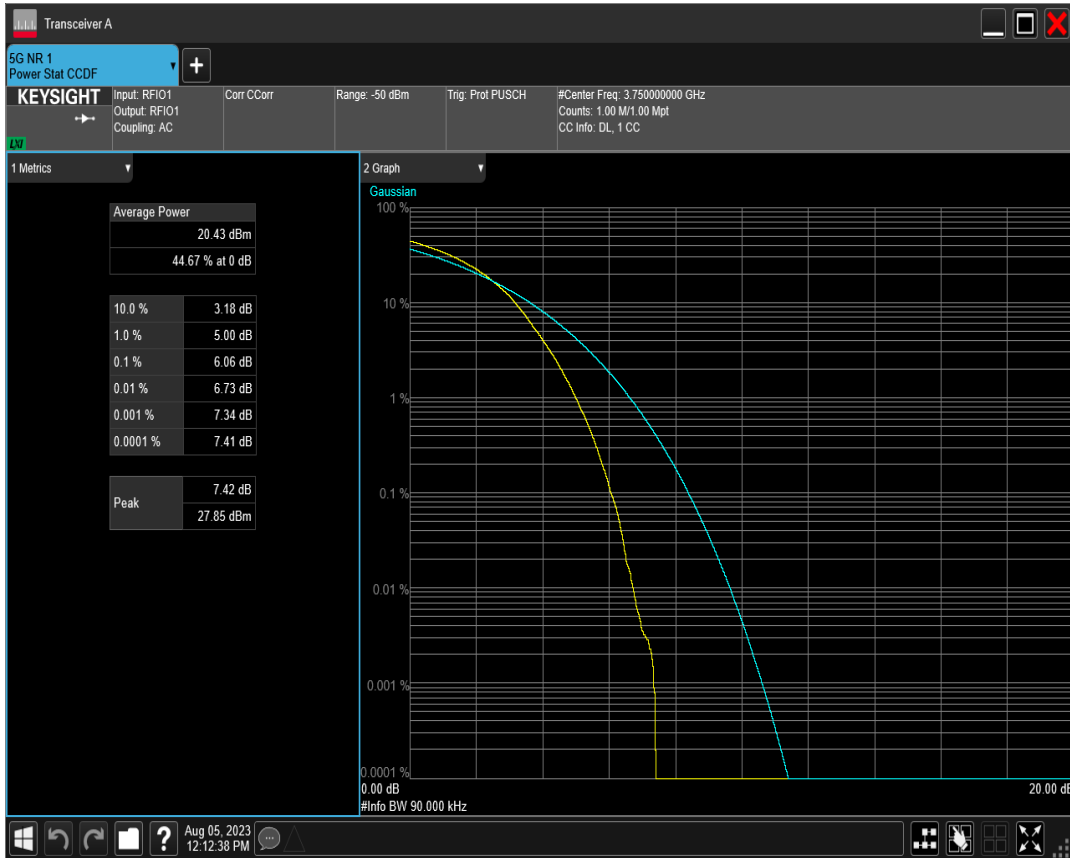 Transceiver A
5G NR 1
Power Stat CCDF
KEYSIGHT
LXI
Input: RFIO1
Output: RFIO1
Coupling: AC
Corr CCorr
Range: -50 dBm
Trig: Prot PUSCH
#Center Freq: 3.750000000 GHz
Counts: 1.00 M/1.00 Mpt
CC Info: DL, 1 CC
1 Metrics
Average Power
20.43 dBm
44.67 % at 0 dB
10.0 % 3.18 dB
1.0 % 5.00 dB
0.1 % 6.06 dB
0.01 % 6.73 dB
0.001 % 7.34 dB
0.0001 % 7.41 dB
Peak
7.42 dB
27.85 dBm
2 Graph
Gaussian
100 %
10 %
1 %
0.1 %
0.01 %
0.001 %
0.0001 %
0.00 dB 20.00 dB
#Info BW 90.000 kHz
?
Aug 05, 2023
12:12:38 PM